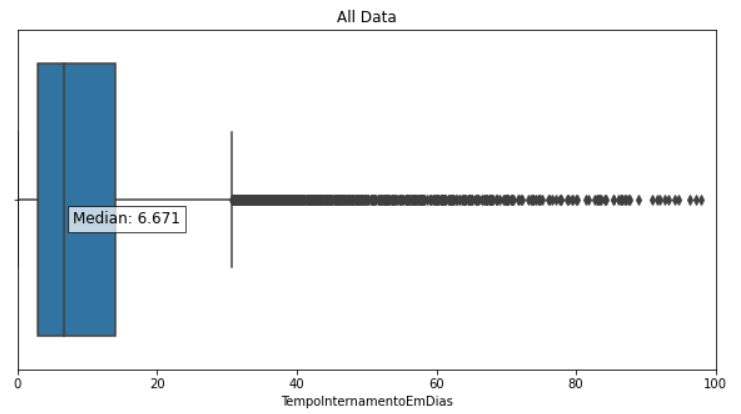 All Data
Median: 6.671
0 20 40 60 80 100
TempoInternamentoEmDias